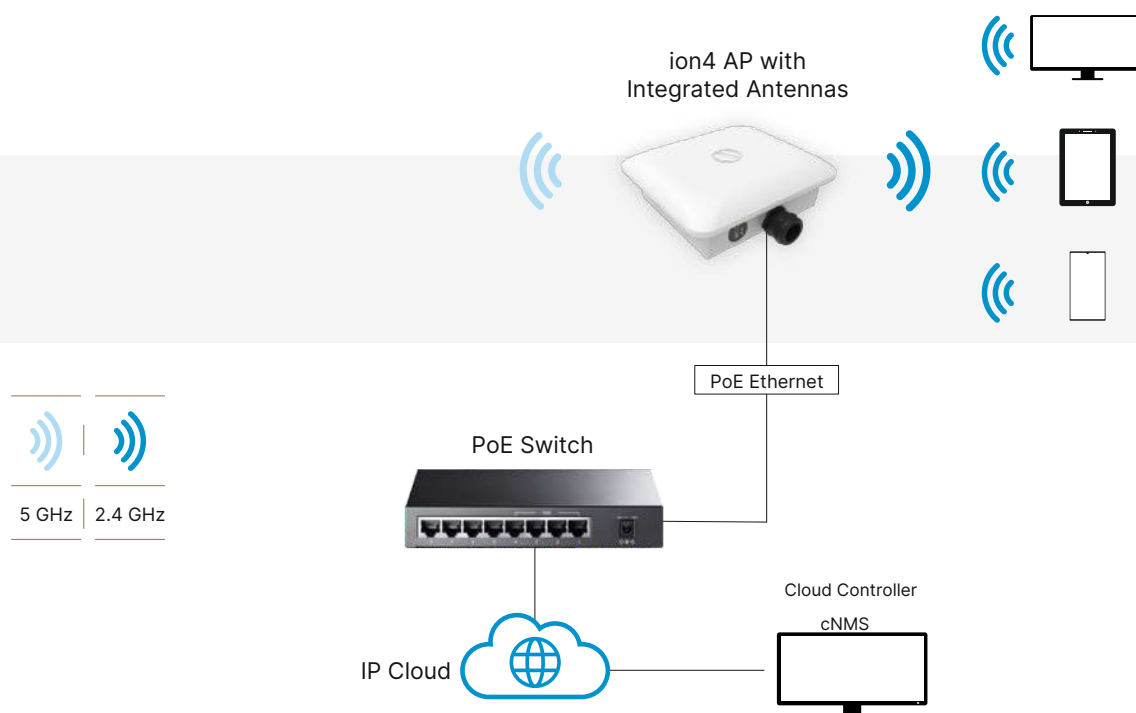 ion4 AP with
Integrated Antennas
PoE Ethernet
PoE Switch
5 GHz
2.4 GHz
Cloud Controller
cNMS
IP Cloud